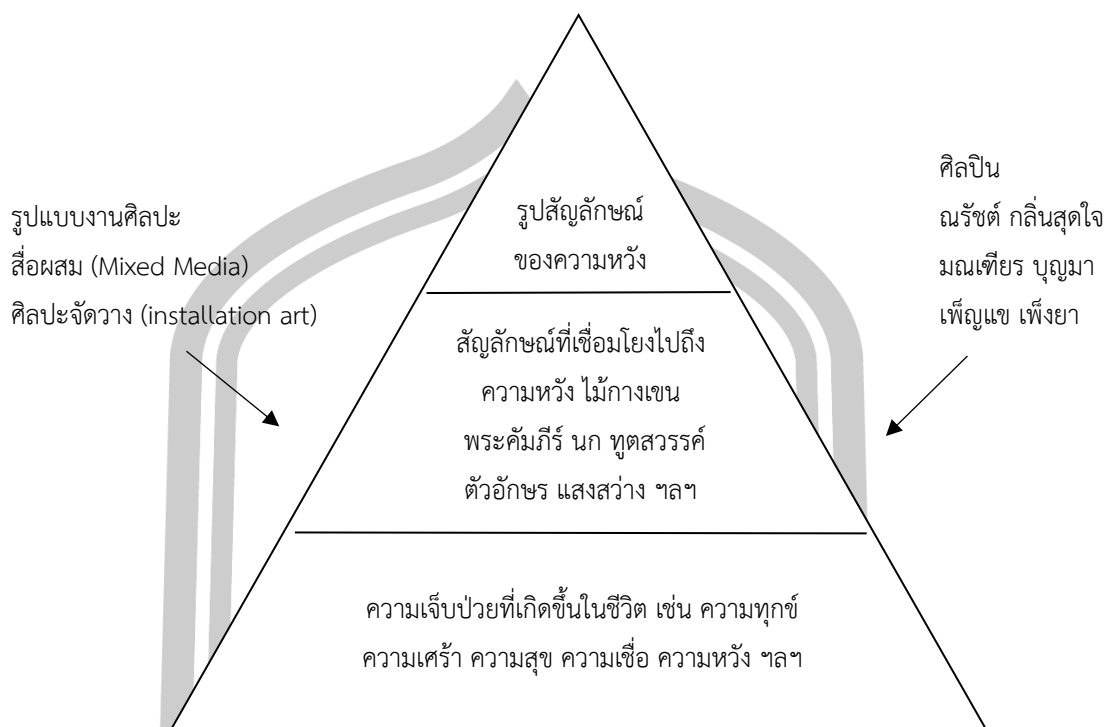 รูปแบบงานศิลปะ
สื่อผสม (Mixed Media)
ศิลปะจัดวาง (installation art)
รูปสัญลักษณ์
ของความหวัง
สัญลักษณ์ที่เชื่อมโยงไปถึง
ความหวัง ไม้กางเขน
พระคัมภีร์ นก ทูตสวรรค์
ตัวอักษร แสงสว่าง ฯลฯ
ความเจ็บป่วยที่เกิดขึ้นในชีวิต เช่น ความทุกข์
ความเศร้า ความสุข ความเชื่อ ความหวัง ฯลฯ
ศิลปิน
ณรัชต์ กลิ่นสุดใจ
มณเฑียร บุญมา
เพ็ญแข เพ็งยา